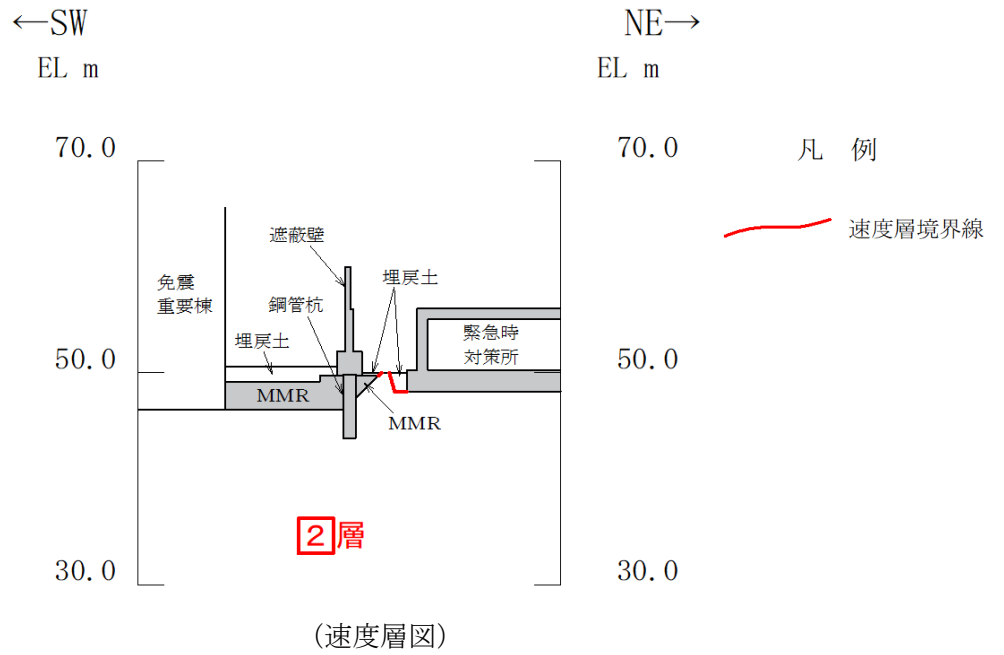 ←SW
NE→
EL m
EL m
70.0
70.0
凡 例
速度層境界線
遮蔽壁
埋戻土
免震
重要棟
鋼管杭
埋戻土
緊急時
対策所
50.0
50.0
MMR
MMR
2層
30.0
30.0
(速度層図)